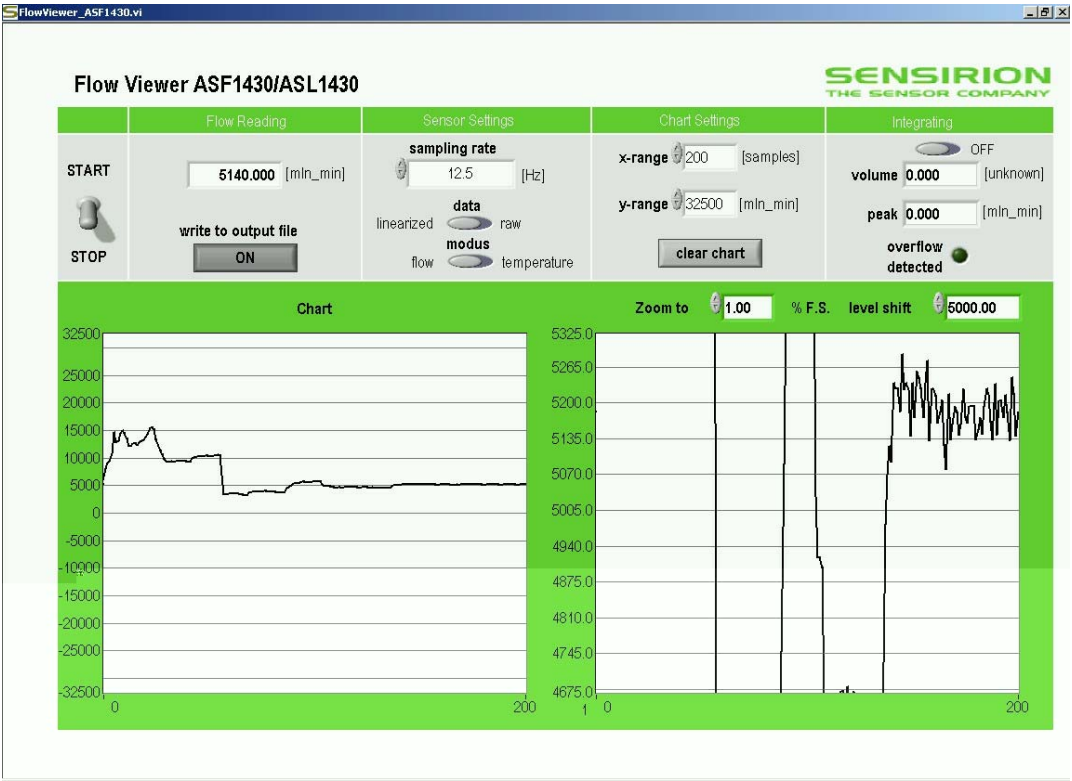 FlowViewer_ASF1430.vi
Flow Viewer ASF1430/ASL1430
SENSIRION
THE SENSOR COMPANY
Flow Reading
Sensor Settings
Chart Settings
Integrating
START
STOP
5140.000 [mln_min]
write to output file
ON
sampling rate
12.5 [Hz]
data
linearized raw
modus
flow temperature
x-range 200 [samples]
y-range 32500 [mln_min]
clear chart
OFF
volume 0.000 [unknown]
peak 0.000 [mln_min]
overflow
detected
Chart
32500
25000
20000
15000
10000
5000
0
-5000
-10000
-15000
-20000
-25000
-32500
0 200
Zoom to 1.00 % F.S. level shift 5000.00
5325.0
5265.0
5200.0
5135.0
5070.0
5005.0
4940.0
4875.0
4810.0
4745.0
4675.0
1 0 200